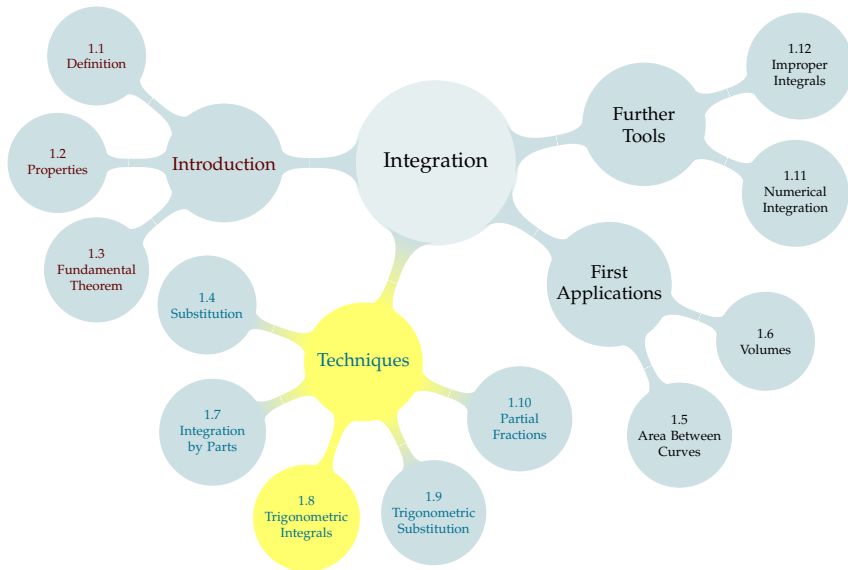 1.1
Definition
1.2
Properties
1.3
Fundamental
Theorem
Introduction
Integration
Further
Tools
1.12
Improper
Integrals
1.11
Numerical
Integration
First
Applications
1.6
Volumes
1.5
Area Between
Curves
Techniques
1.4
Substitution
1.7
Integration
by Parts
1.8
Trigonometric
Integrals
1.9
Trigonometric
Substitution
1.10
Partial
Fractions